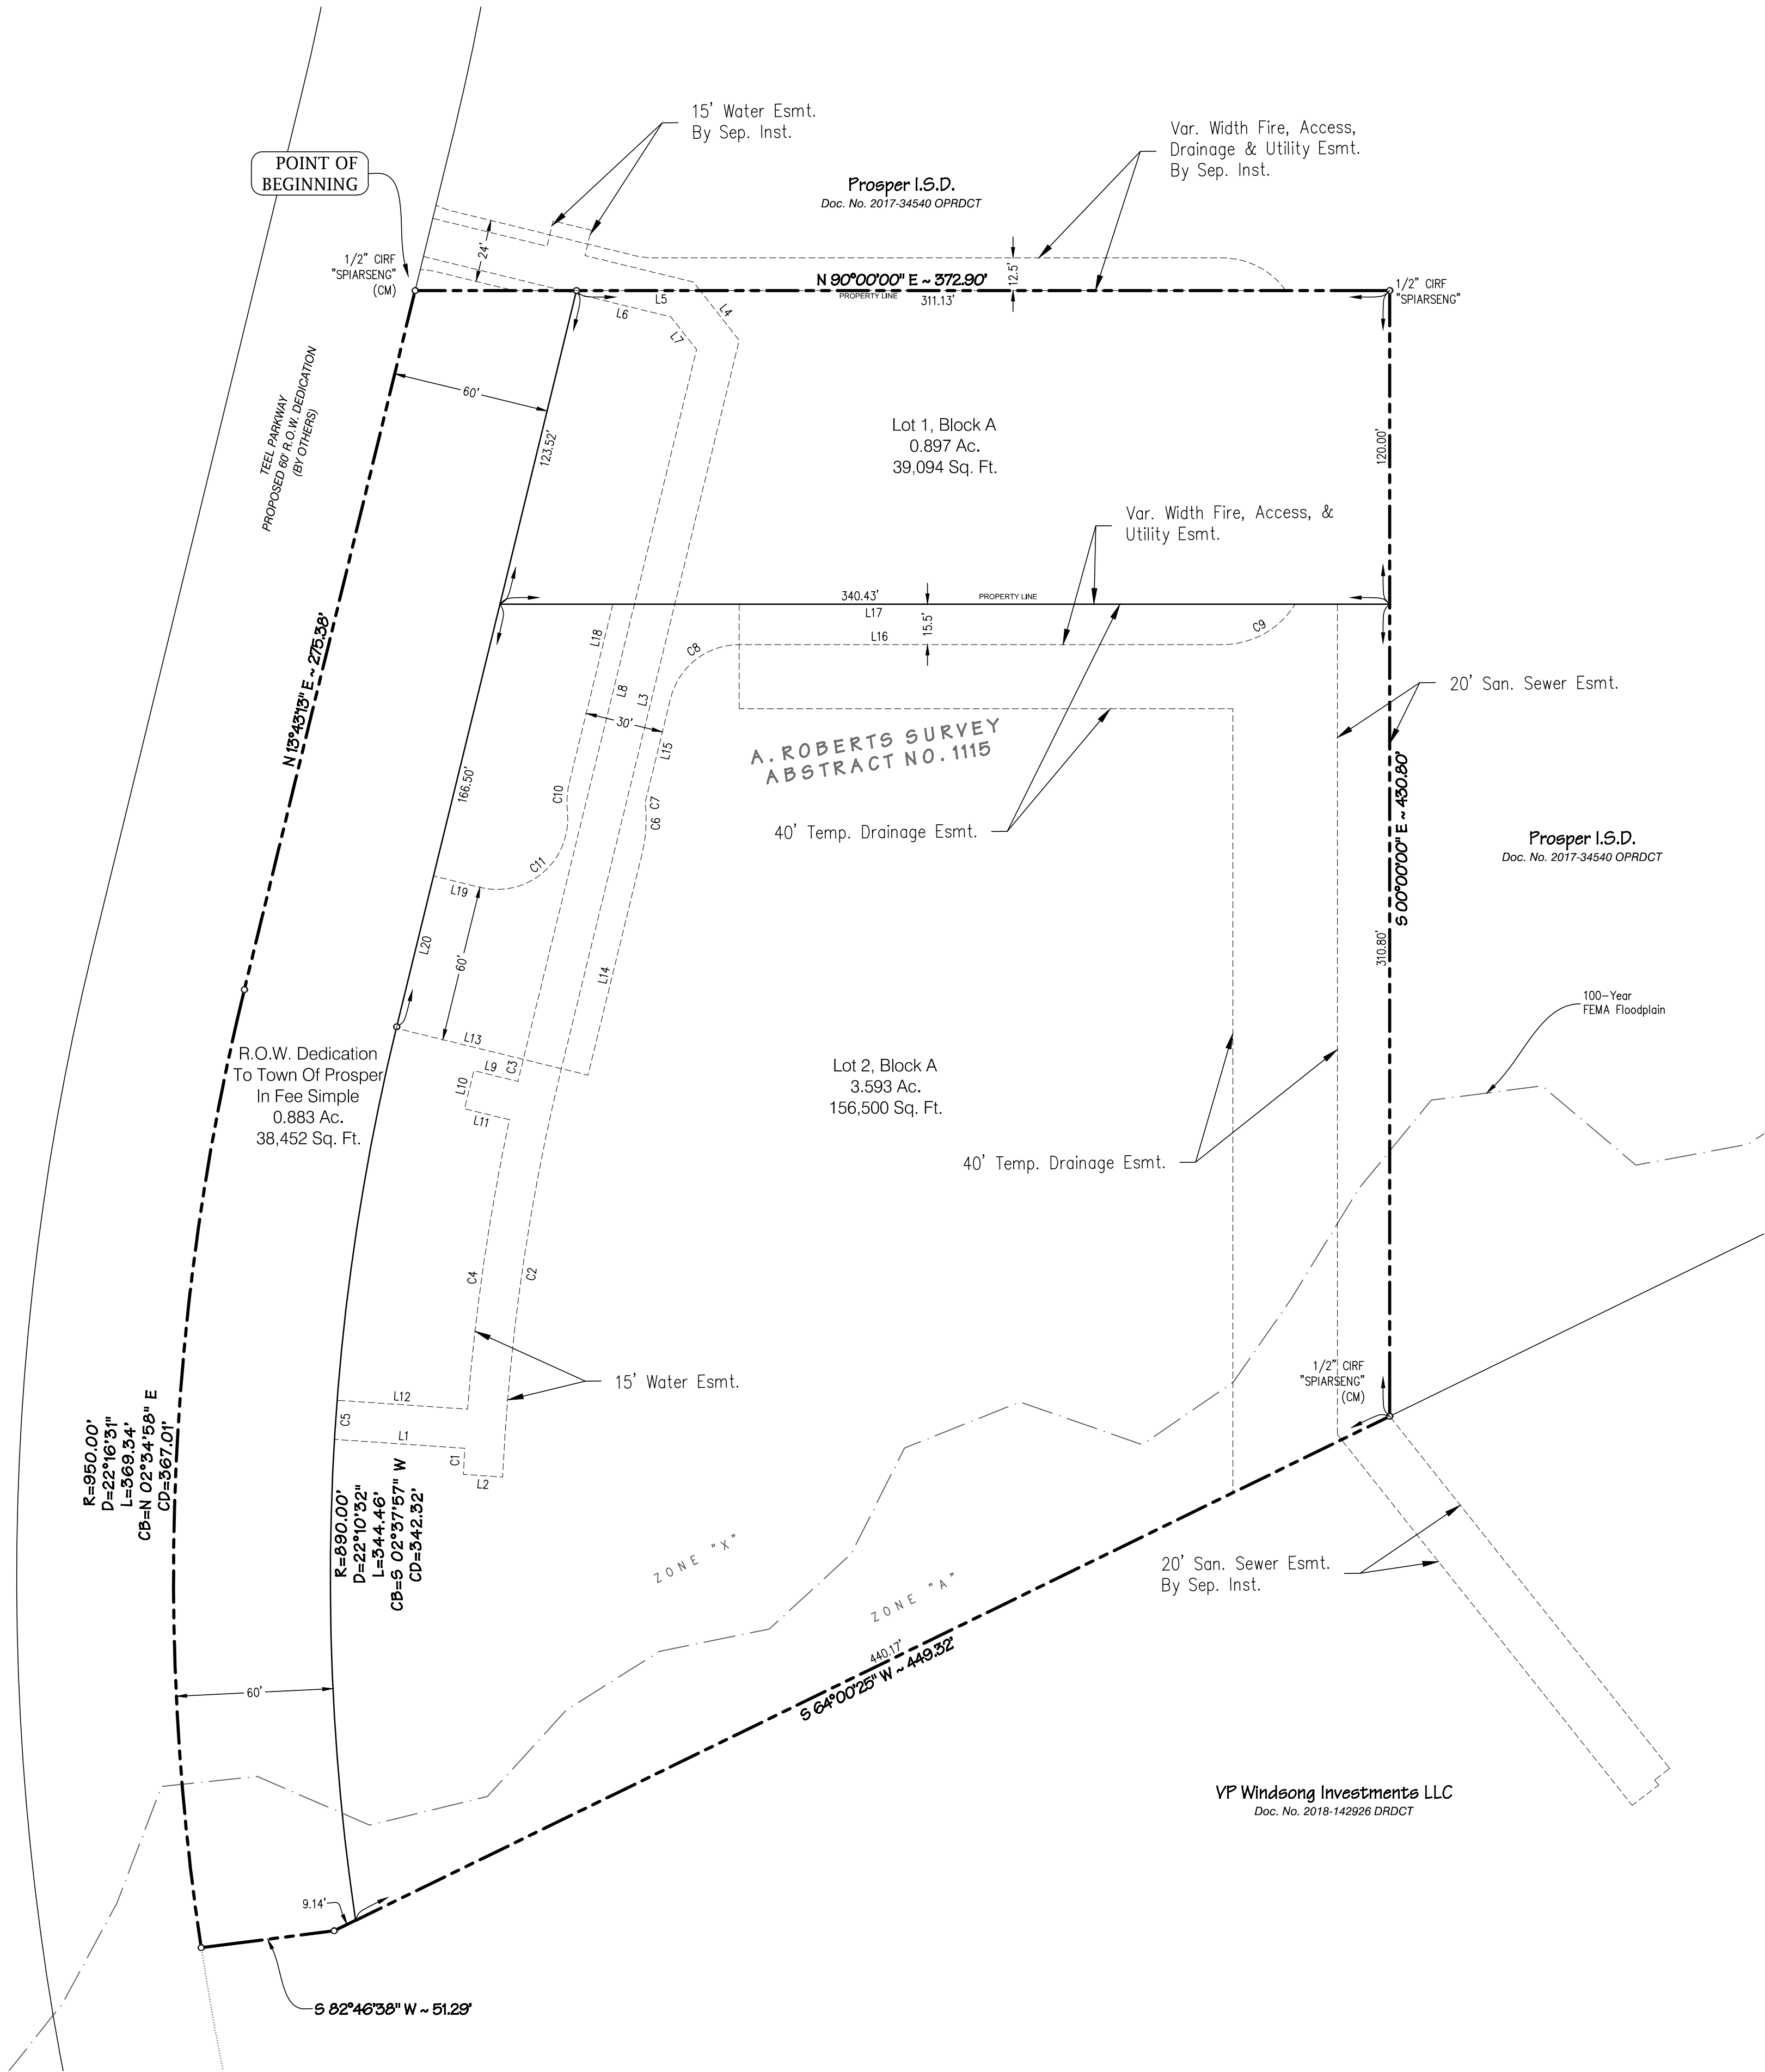 15' Water Esmt.
By Sep. Inst.
Var. Width Fire, Access,
Drainage & Utility Esmt.
By Sep. Inst.
POINT OF
BEGINNING
Prosper I.S.D.
Doc. No. 2017-34540 OPRDCT
24'
12.5'
1/2" CIRF
"SPIARSENG"
(CM)
N 90°00'00" E ~ 372.90'
PROPERTY LINE
311.13'
1/2" CIRF
"SPIARSENG"
L5
L6
L4
L7
TEEL PARKWAY
PROPOSED 60' R.O.W. DEDICATION
(BY OTHERS)
60'
123.52'
Lot 1, Block A
0.897 Ac.
39,094 Sq. Ft.
120.00'
Var. Width Fire, Access, &
Utility Esmt.
340.43'
PROPERTY LINE
L17
15.5'
L16
C9
L18
C8
N 13°43'13" E ~ 275.38'
L8
L3
30'
L15
20' San. Sewer Esmt.
A. ROBERTS SURVEY
ABSTRACT NO. 1115
166.50'
C10
C7
C6
40' Temp. Drainage Esmt.
S 00°00'00" E ~ 430.80'
Prosper I.S.D.
Doc. No. 2017-34540 OPRDCT
C11
L19
L20
60'
310.80'
L14
100-Year
FEMA Floodplain
L13
R.O.W. Dedication
To Town Of Prosper
In Fee Simple
0.883 Ac.
38,452 Sq. Ft.
L9
C3
L10
L11
Lot 2, Block A
3.593 Ac.
156,500 Sq. Ft.
40' Temp. Drainage Esmt.
C4
C2
15' Water Esmt.
1/2" CIRF
"SPIARSENG"
(CM)
L12
C5
L1
C1
L2
R=950.00'
D=22°16'31"
L=369.34'
CB=N 02°34'58" E
CD=367.01'
R=890.00'
D=22°10'32"
L=344.46'
CB=S 02°37'57" W
CD=342.32'
ZONE "X"
ZONE "A"
20' San. Sewer Esmt.
By Sep. Inst.
440.17'
S 64°00'25" W ~ 449.32'
60'
VP Windsong Investments LLC
Doc. No. 2018-142926 DRDCT
9.14'
S 82°46'38" W ~ 51.29'